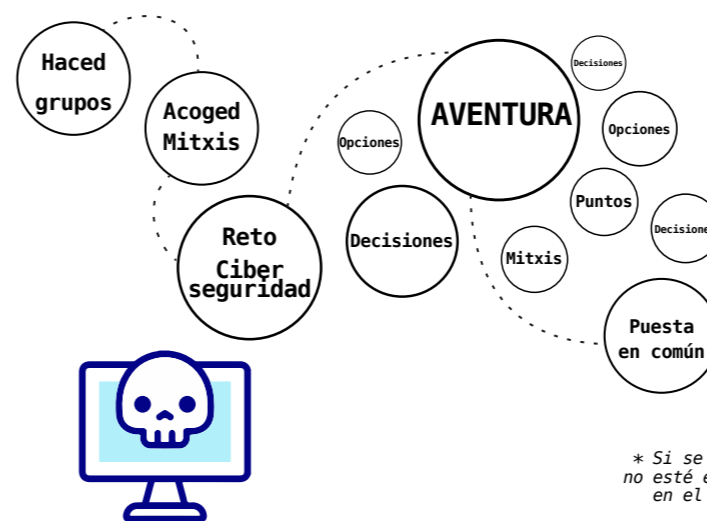 Haced
grupos
Acoged
Mitxis
Reto
Ciber
seguridad
Opciones
Decisiones
AVENTURA
Decisiones
Opciones
Puntos
Mitxis
Puesta
en común
* Si se
no esté
en el